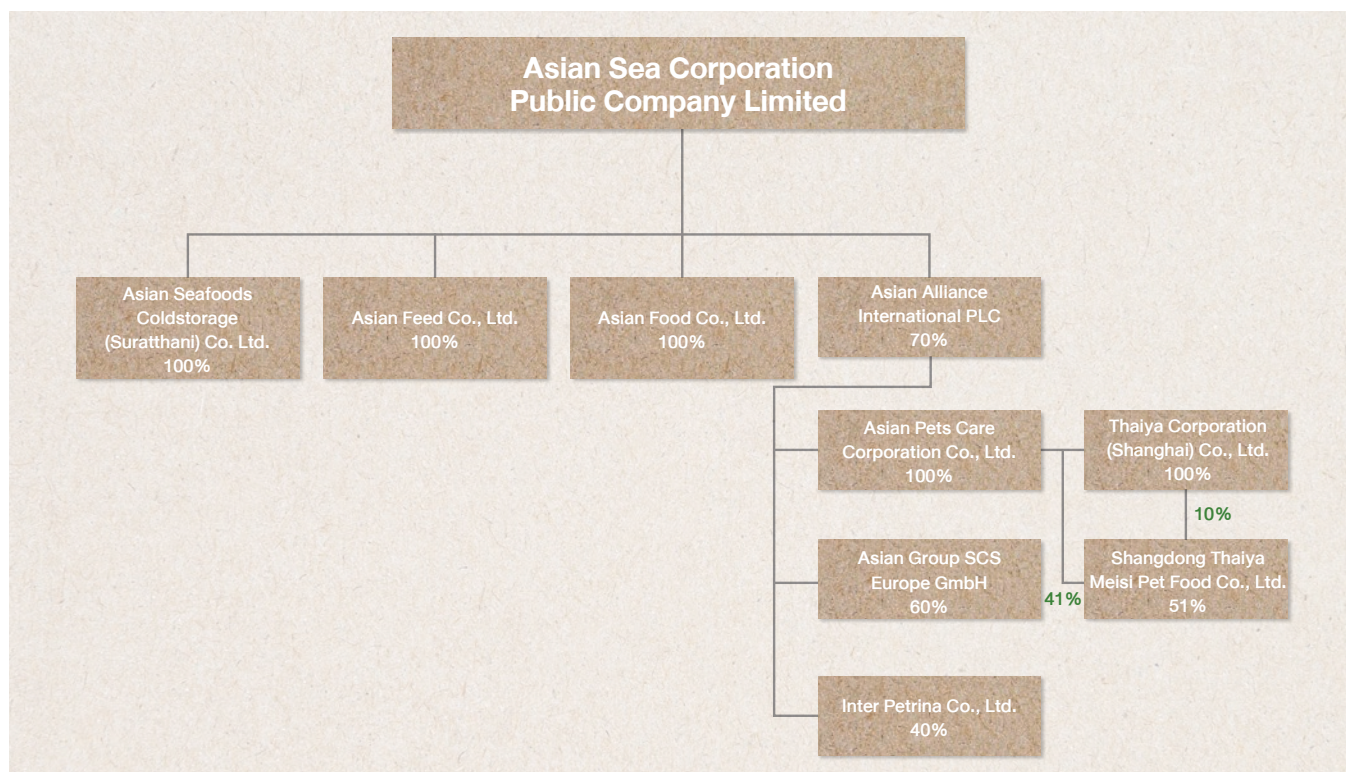 Asian Sea Corporation
Public Company Limited
Asian Seafoods
Coldstorage
(Suratthani) Co. Ltd.
100%
Asian Feed Co., Ltd.
100%
Asian Food Co., Ltd.
100%
Asian Alliance
International PLC
70%
Asian Pets Care
Corporation Co., Ltd.
100%
Thaiya Corporation
(Shanghai) Co., Ltd.
100%
10%
Asian Group SCS
Europe GmbH
60%
41%
Shangdong Thaiya
Meisi Pet Food Co., Ltd.
51%
Inter Petrina Co., Ltd.
40%